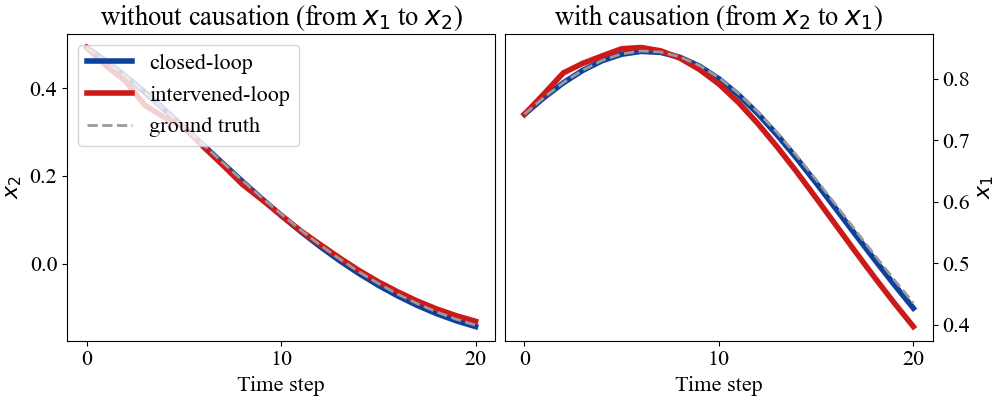 without causation (from x₁ to x₂)
with causation (from x₂ to x₁)
closed-loop
intervened-loop
ground truth
0.4
0.2
0.0
x₂
0
10
20
Time step
0.8
0.7
0.6
0.5
0.4
x₁
0
10
20
Time step